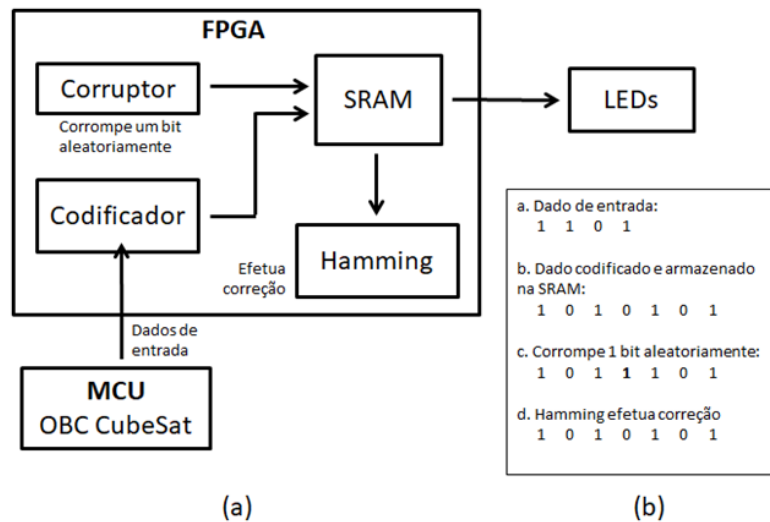 FPGA
Corruptor
Corrompe um bit
aleatoriamente
SRAM
LEDs
Codificador
Efetua
correção
Hamming
Dados de
entrada
MCU
OBC CubeSat
(a)
a. Dado de entrada:
1 1 0 1
b. Dado codificado e armazenado
na SRAM:
1 0 1 0 1 0 1
c. Corrompe 1 bit aleatoriamente:
1 0 1 1 1 0 1
d. Hamming efetua correção
1 0 1 0 1 0 1
(b)